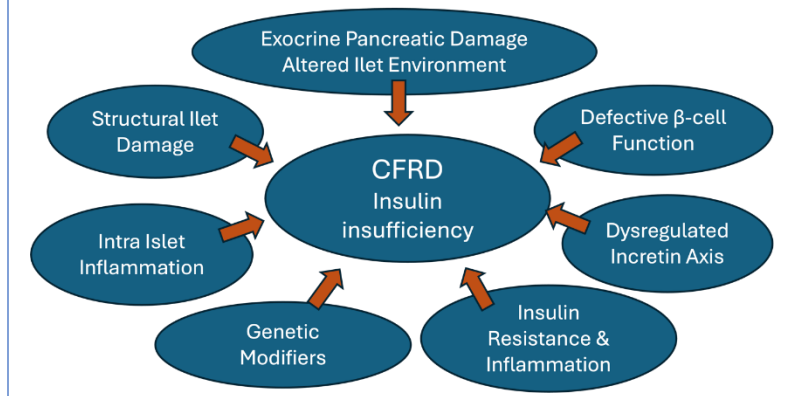 Exocrine Pancreatic Damage
Altered Ilet Environment
Structural Ilet
Damage
Defective β-cell
Function
CFRD
Insulin
insufficiency
Intra Islet
Inflammation
Dysregulated
Incretin Axis
Genetic
Modifiers
Insulin
Resistance &
Inflammation